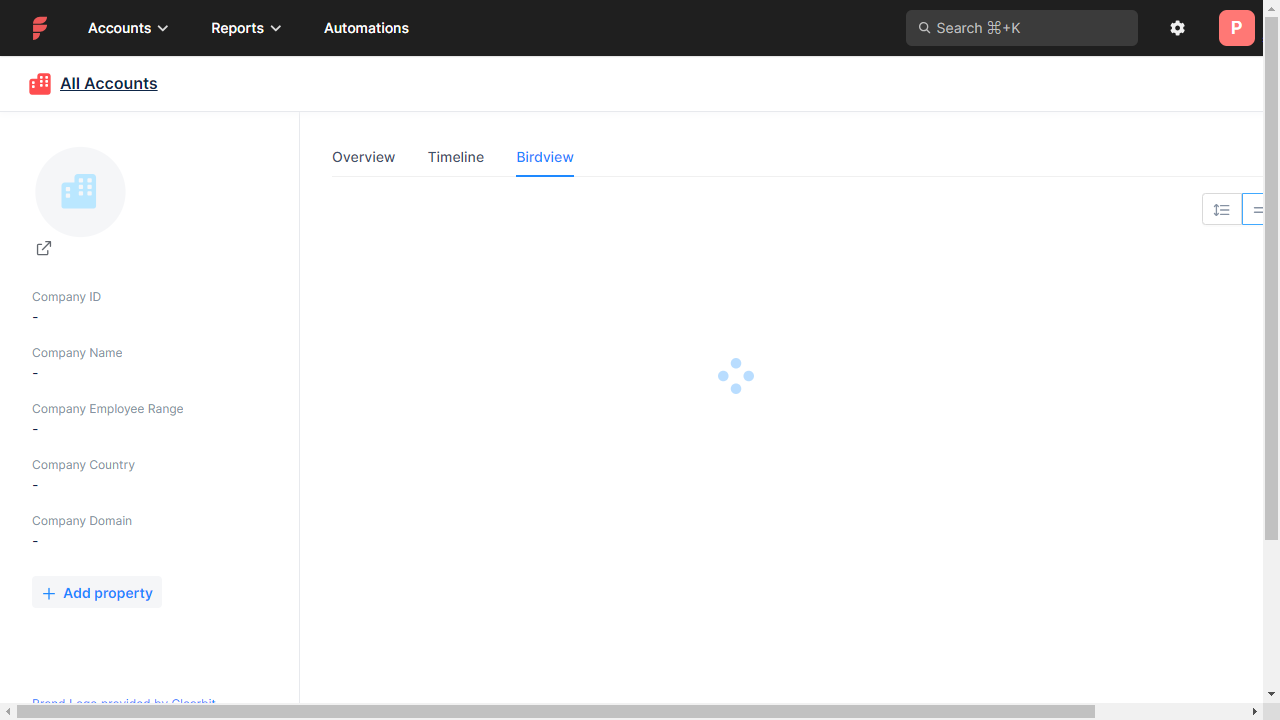 Accounts
Reports
Automations
Search ⌘+K
P
All Accounts
Overview
Timeline
Birdview
Company ID
-
Company Name
-
Company Employee Range
-
Company Country
-
Company Domain
-
Add property
Brand Logo provided by Clearbit